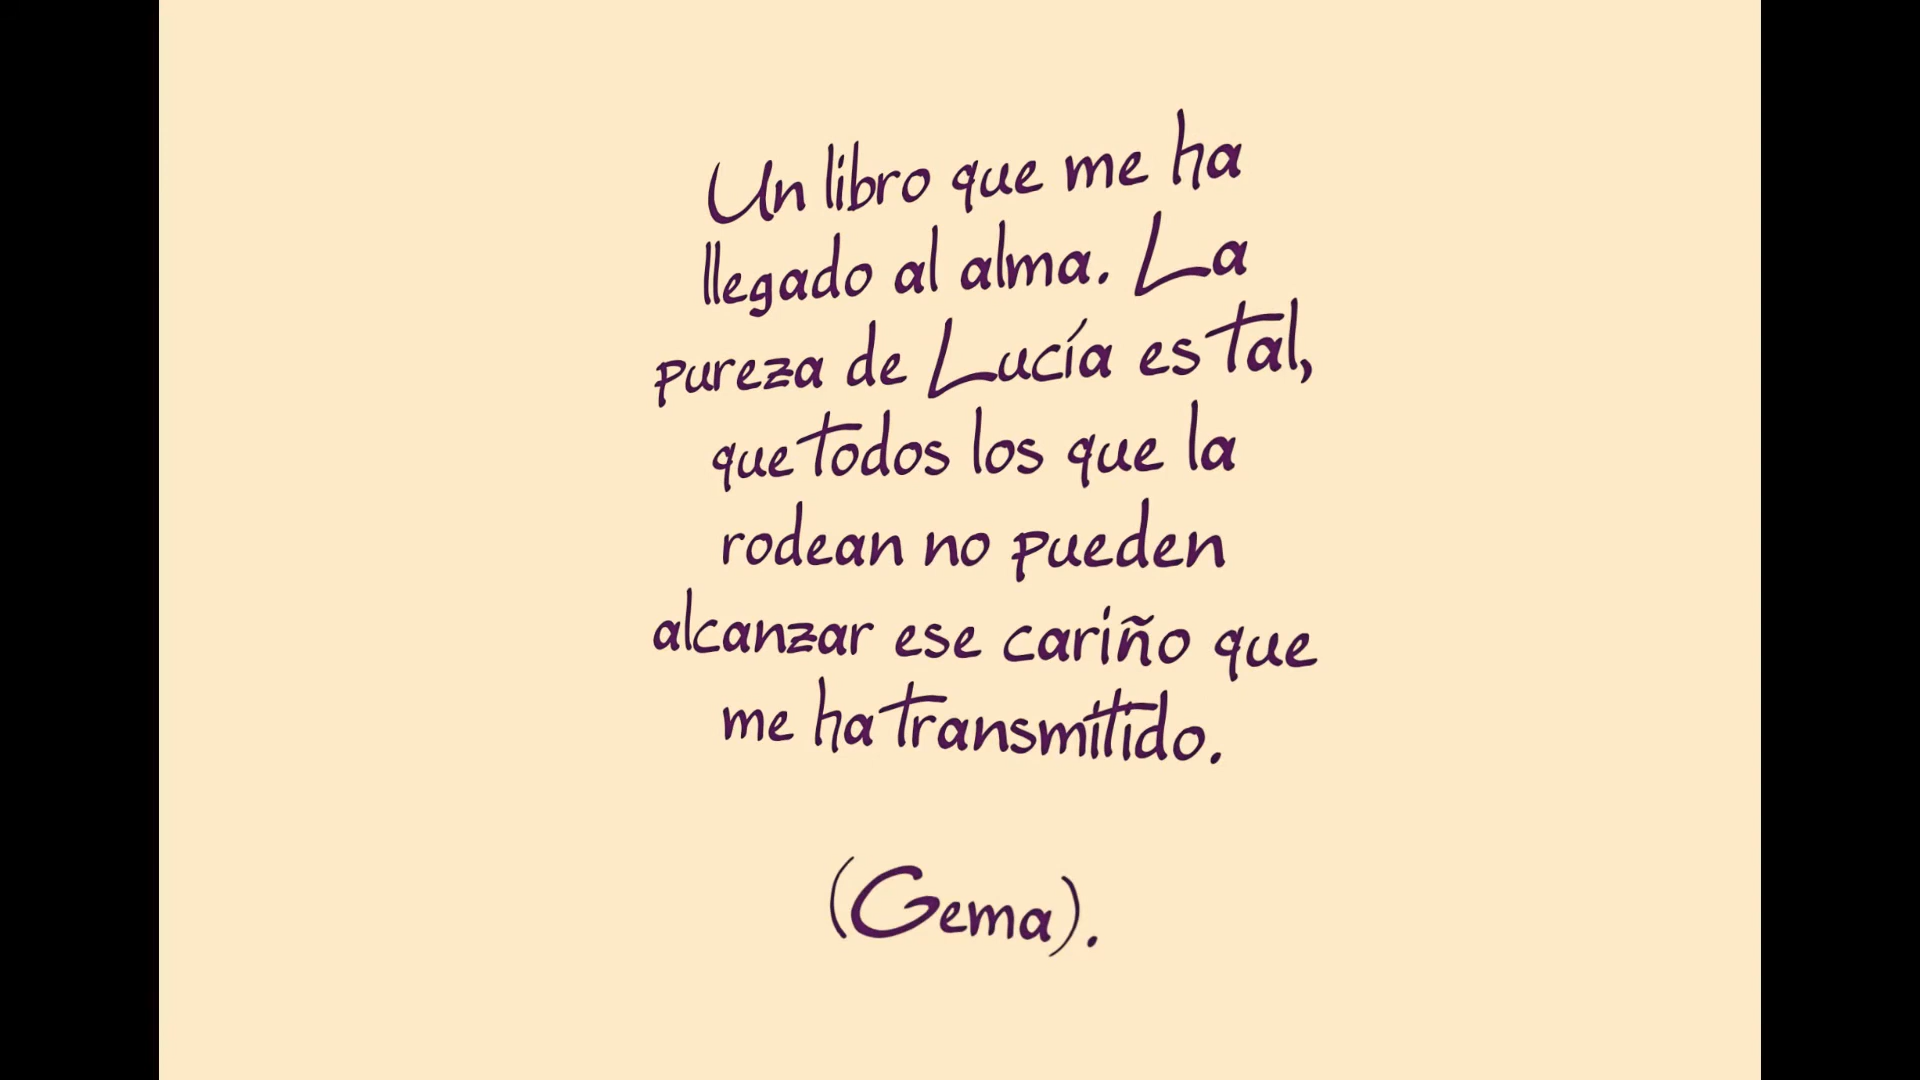 Un libro que me ha
llegado al alma. La
pureza de Lucía es tal,
que todos los que la
rodean no pueden
alcanzar ese cariño que
me ha transmitido.
(Gema).